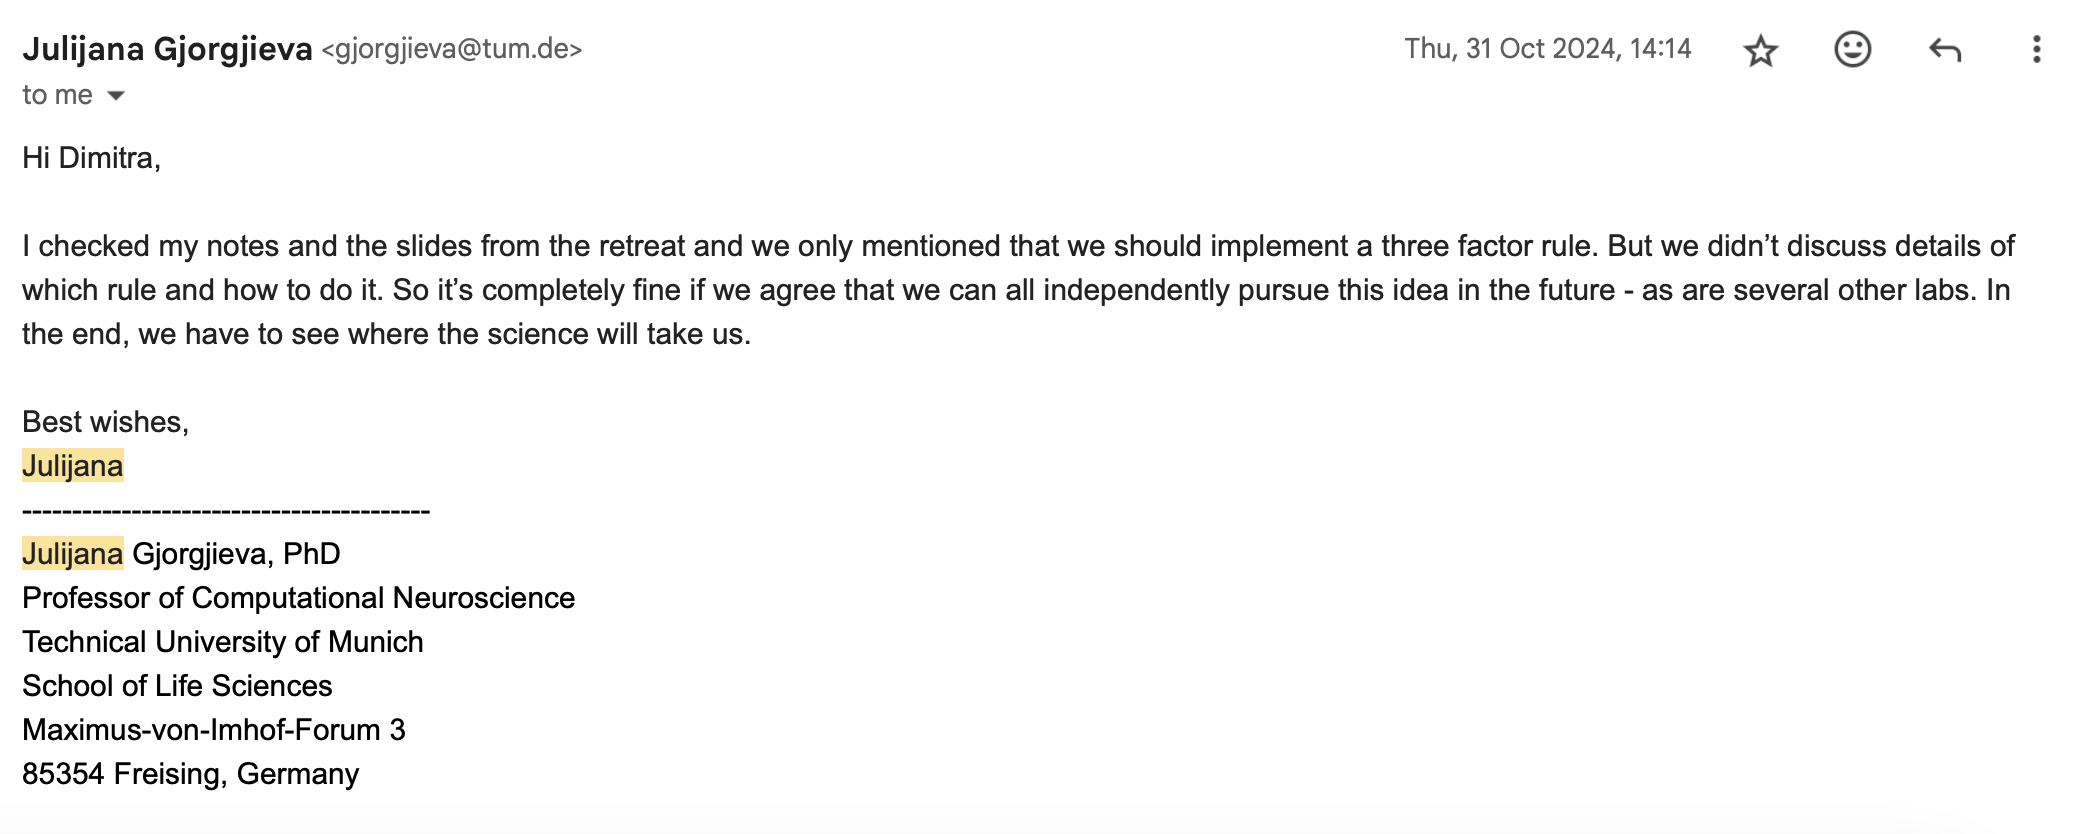 Julijana Gjorgjieva <gjorgjieva@tum.de>
Thu, 31 Oct 2024, 14:14
to me
Hi Dimitra,
I checked my notes and the slides from the retreat and we only mentioned that we should implement a three factor rule. But we didn’t discuss details of
which rule and how to do it. So it’s completely fine if we agree that we can all independently pursue this idea in the future - as are several other labs. In
the end, we have to see where the science will take us.
Best wishes,
Julijana
-----------------------------------------
Julijana Gjorgjieva, PhD
Professor of Computational Neuroscience
Technical University of Munich
School of Life Sciences
Maximus-von-Imhof-Forum 3
85354 Freising, Germany